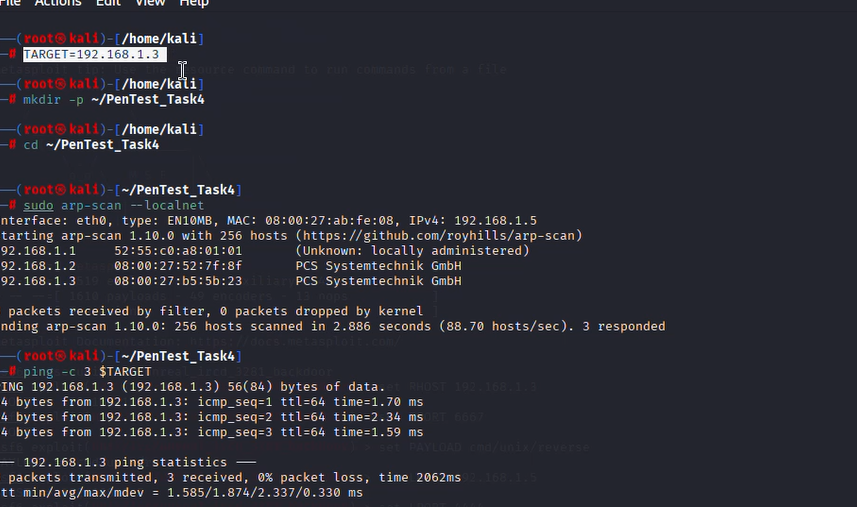 File Actions Edit View Help
──(root㉿kali)-[/home/kali]
─# TARGET=192.168.1.3
──(root㉿kali)-[/home/kali]
─# mkdir -p ~/PenTest_Task4
──(root㉿kali)-[/home/kali]
─# cd ~/PenTest_Task4
──(root㉿kali)-[~/PenTest_Task4]
─# sudo arp-scan --localnet
nterface: eth0, type: EN10MB, MAC: 08:00:27:ab:fe:08, IPv4: 192.168.1.5
tarting arp-scan 1.10.0 with 256 hosts (https://github.com/royhills/arp-scan)
92.168.1.1 52:55:c0:a8:01:01 (Unknown: locally administered)
92.168.1.2 08:00:27:52:7f:8f PCS Systemtechnik GmbH
92.168.1.3 08:00:27:b5:5b:23 PCS Systemtechnik GmbH
packets received by filter, 0 packets dropped by kernel
nding arp-scan 1.10.0: 256 hosts scanned in 2.886 seconds (88.70 hosts/sec). 3 responded
──(root㉿kali)-[~/PenTest_Task4]
─# ping -c 3 $TARGET
PING 192.168.1.3 (192.168.1.3) 56(84) bytes of data.
4 bytes from 192.168.1.3: icmp_seq=1 ttl=64 time=1.70 ms
4 bytes from 192.168.1.3: icmp_seq=2 ttl=64 time=2.34 ms
4 bytes from 192.168.1.3: icmp_seq=3 ttl=64 time=1.59 ms
── 192.168.1.3 ping statistics ──
packets transmitted, 3 received, 0% packet loss, time 2062ms
tt min/avg/max/mdev = 1.585/1.874/2.337/0.330 ms